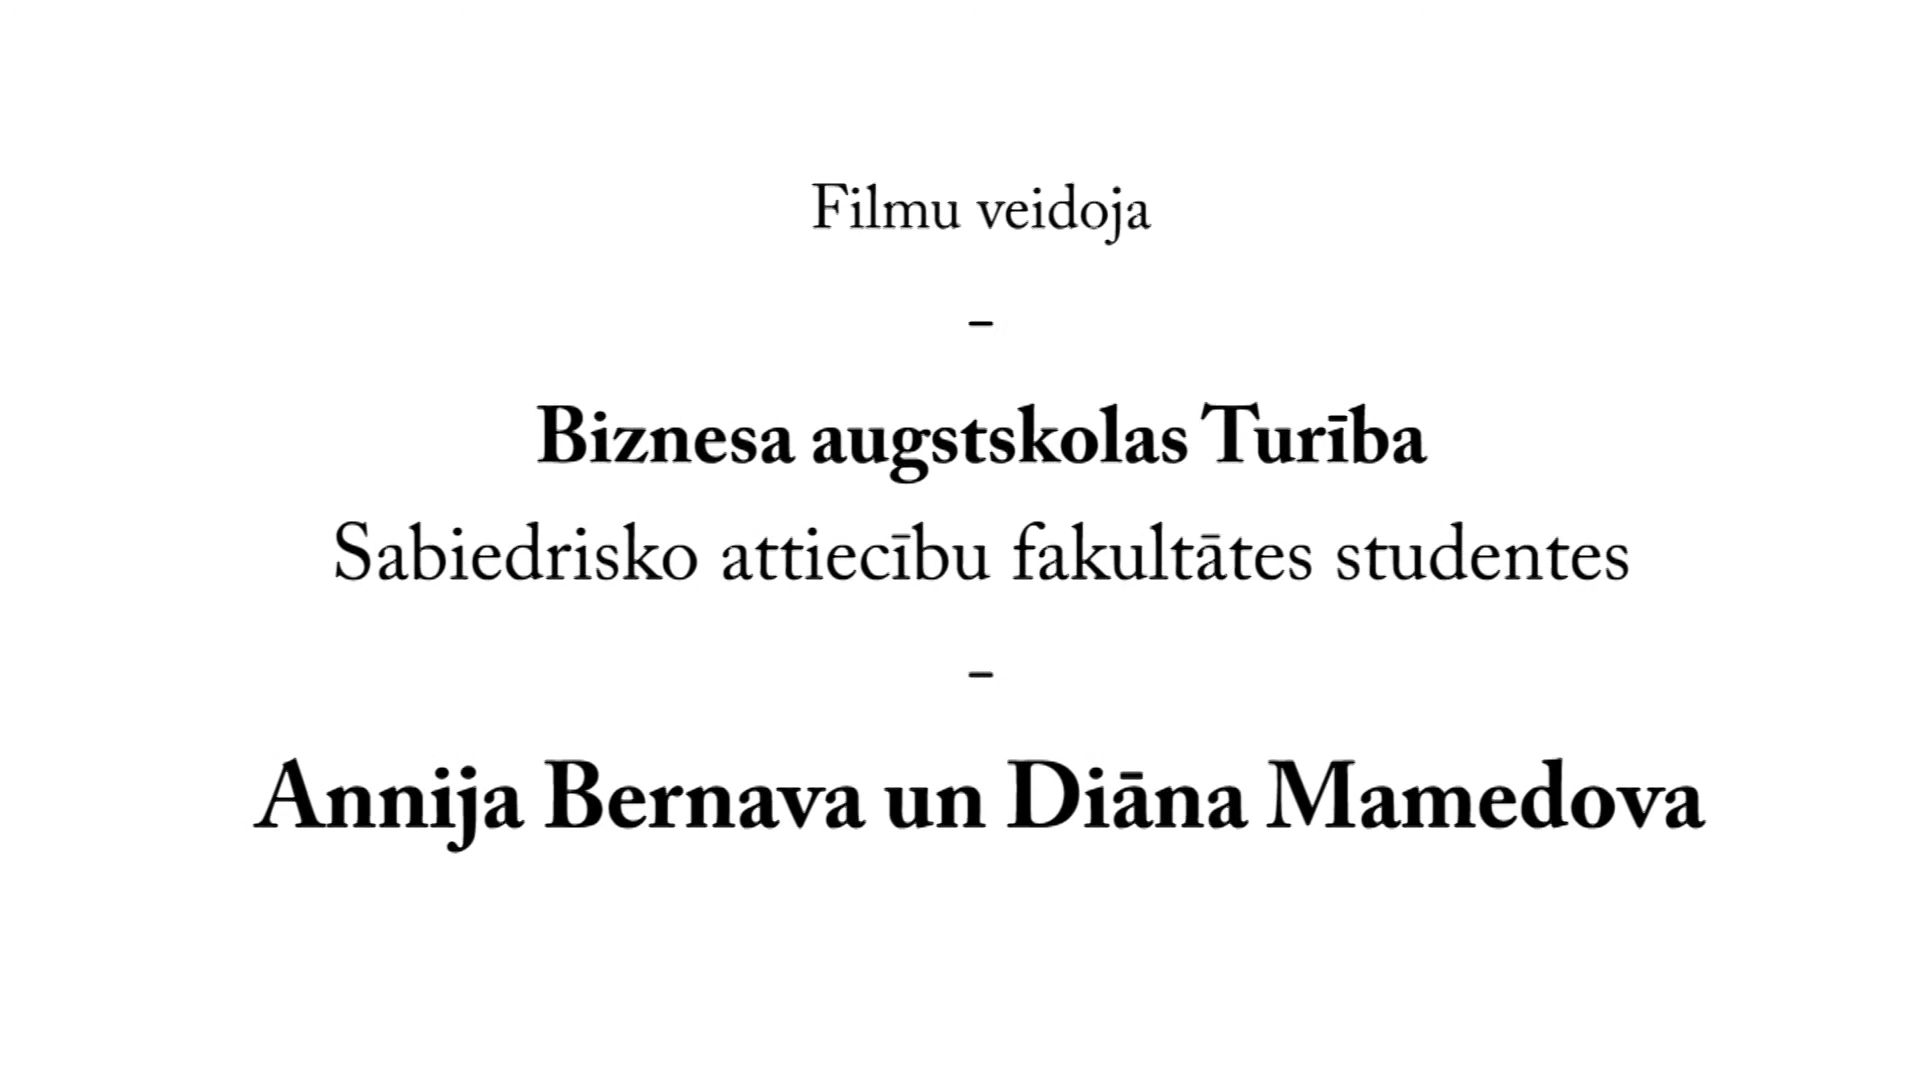 Filmu veidoja
–
Biznesa augstskolas Turība
Sabiedrisko attiecību fakultātes studentes
–
Annija Bernava un Diāna Mamedova